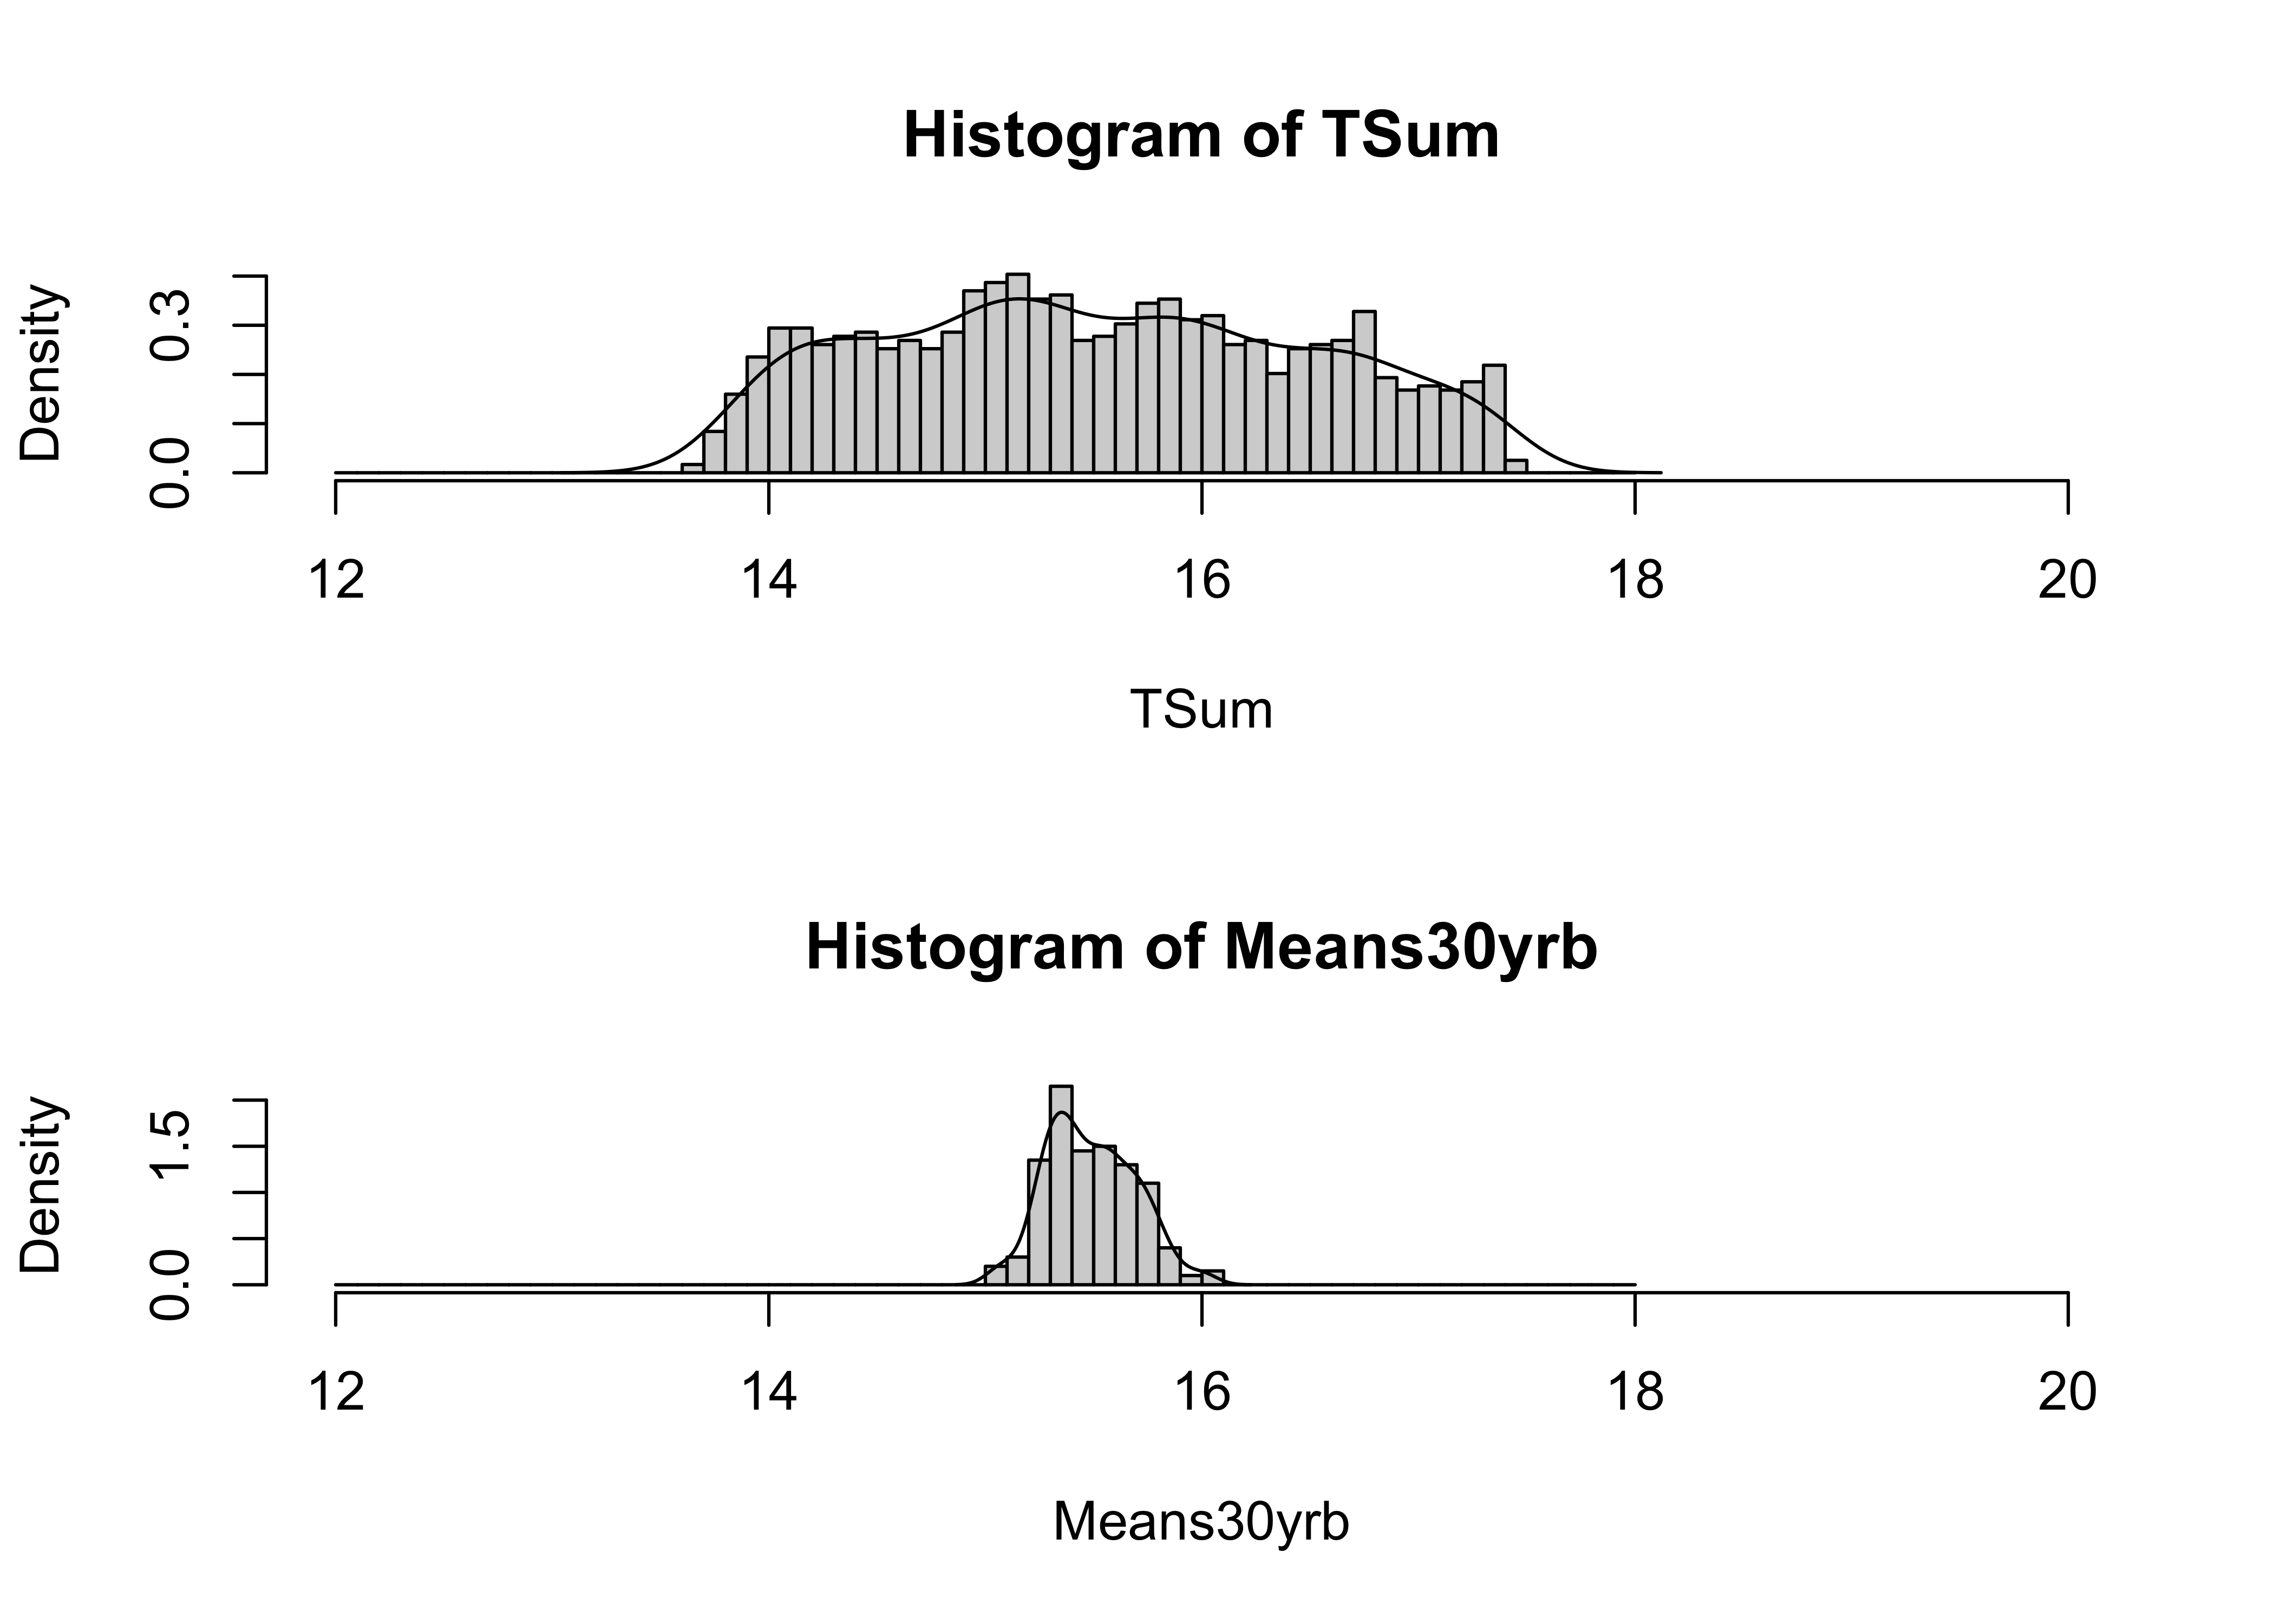 Histogram of TSum
Density
0.0 0.3
12 14 16 18 20
TSum
Histogram of Means30yrb
Density
0.0 1.5
12 14 16 18 20
Means30yrb